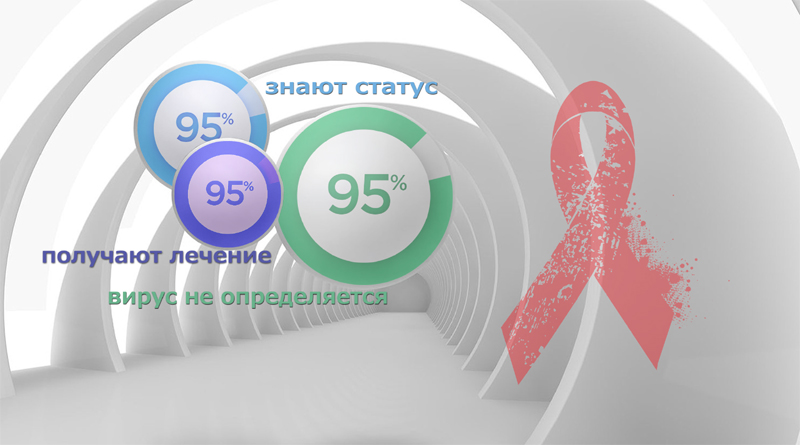 95%
знают статус
95%
получают лечение
95%
вирус не определяется